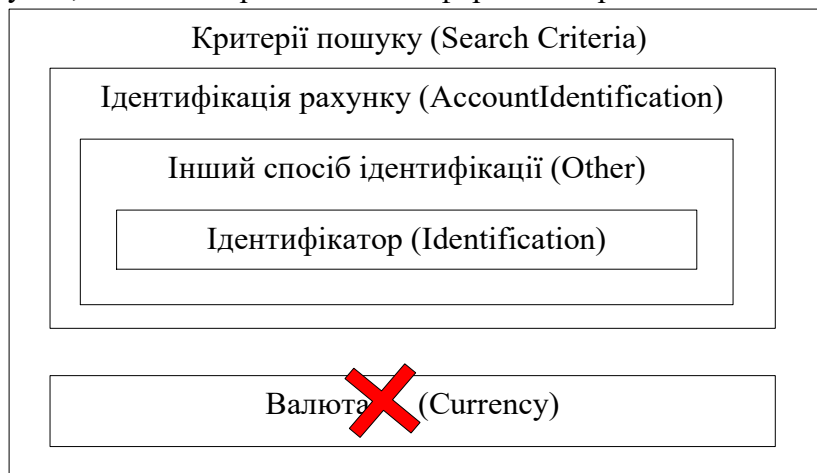 Критерії пошуку (Search Criteria)
Ідентифікація рахунку (AccountIdentification)
Інший спосіб ідентифікації (Other)
Ідентифікатор (Identification)
Валюта (Currency)